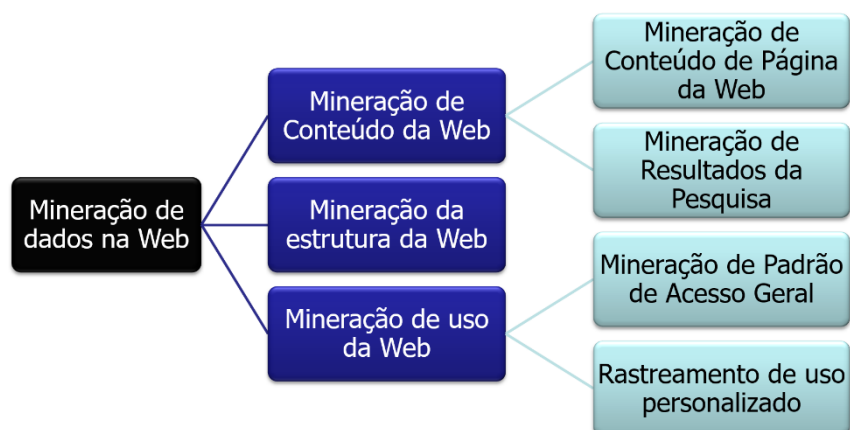 Mineração de
dados na Web
Mineração de
Conteúdo da Web
Mineração da
estrutura da Web
Mineração de uso
da Web
Mineração de
Conteúdo de Página
da Web
Mineração de
Resultados da
Pesquisa
Mineração de Padrão
de Acesso Geral
Rastreamento de uso
personalizado